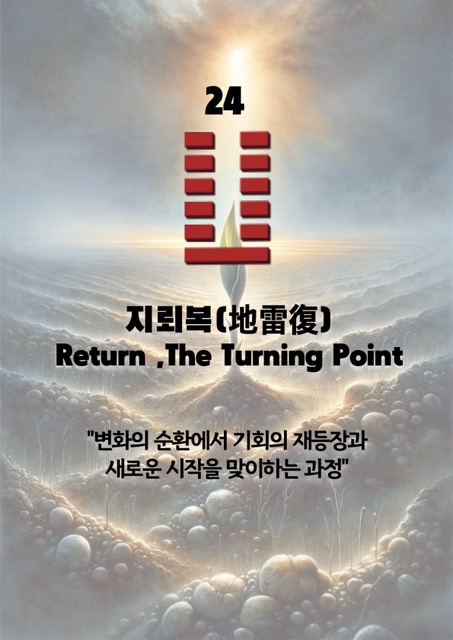 24
지뢰복(地雷復)
Return ,The Turning Point
"변화의 순환에서 기회의 재등장과
새로운 시작을 맞이하는 과정"